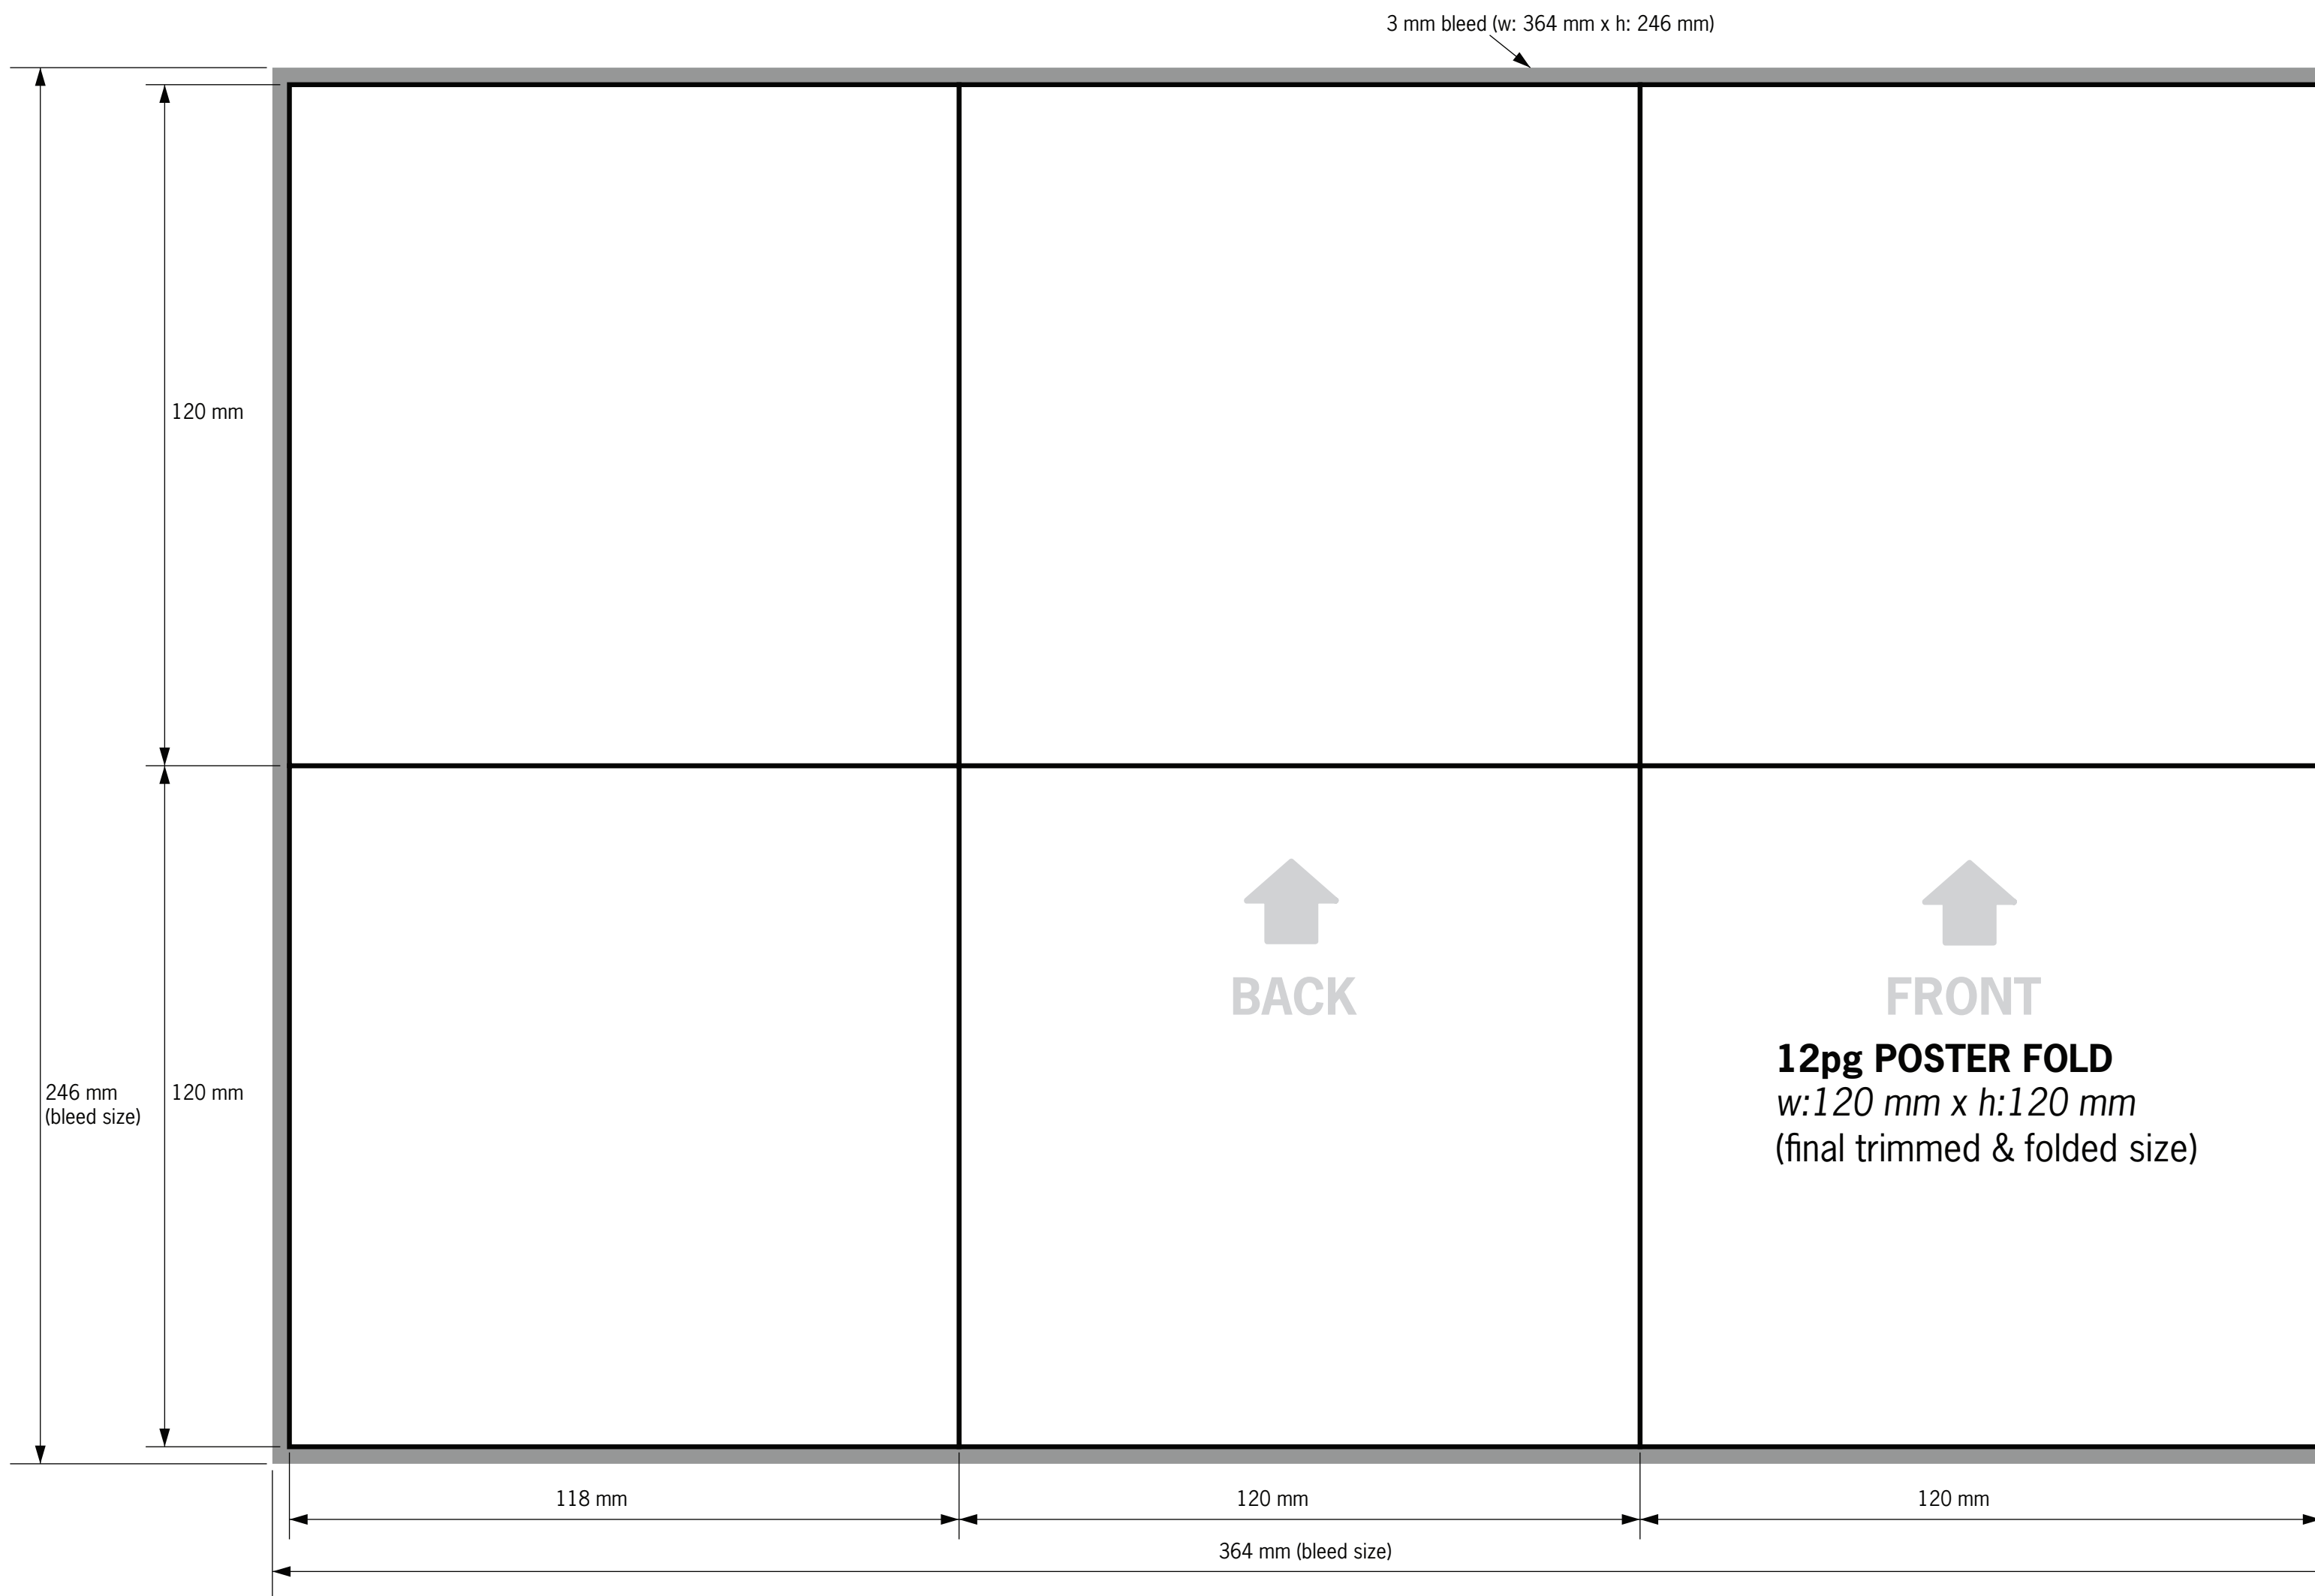 3 mm bleed (w: 364 mm x h: 246 mm)
120 mm
BACK
FRONT
12pg POSTER FOLD
w:120 mm x h:120 mm
(final trimmed & folded size)
246 mm
(bleed size)
120 mm
118 mm
120 mm
120 mm
364 mm (bleed size)